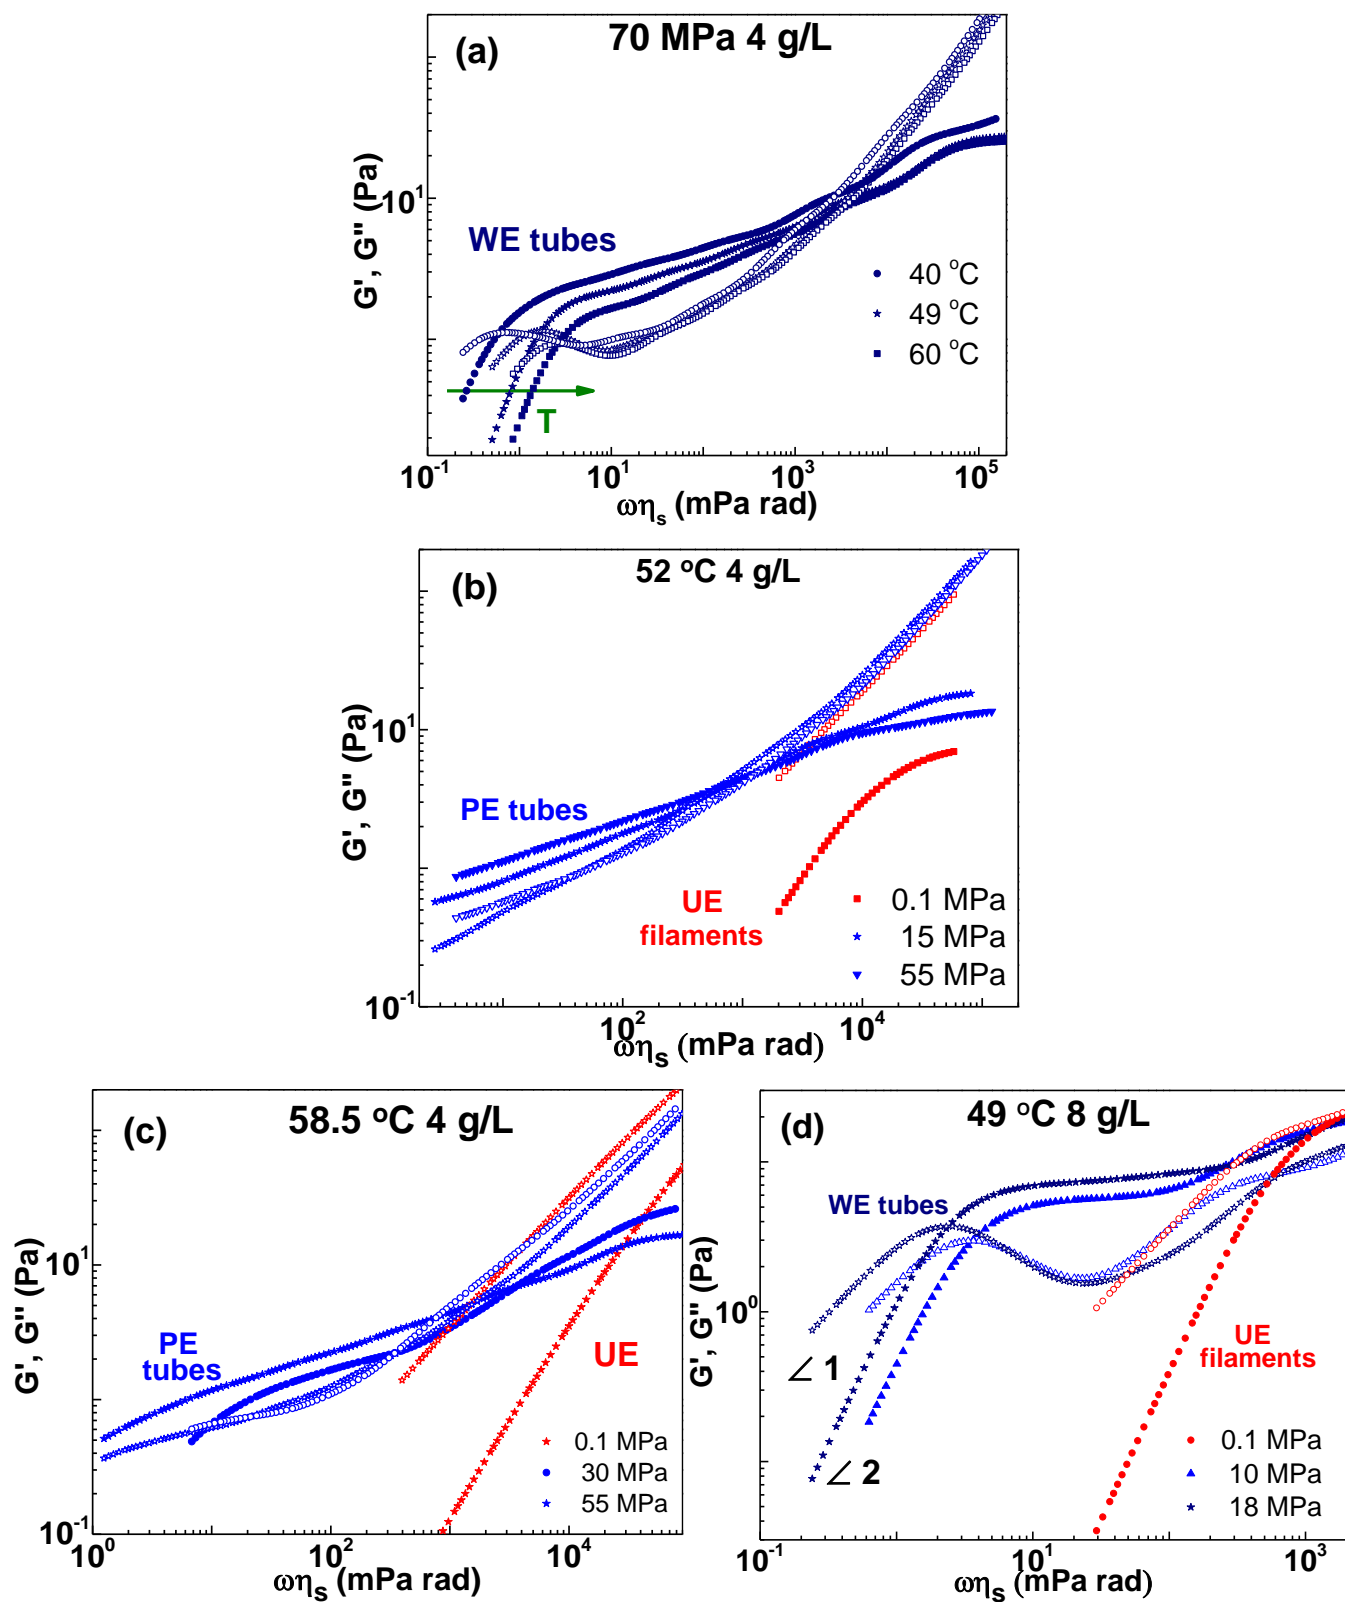 (a)
70 MPa 4 g/L
G', G" (Pa)
10¹
WE tubes
40 °C
49 °C
60 °C
T
10⁻¹ 10¹ 10³ 10⁵
ωηₛ (mPa rad)
(b)
52 °C 4 g/L
G', G" (Pa)
10¹
PE tubes
UE
filaments
0.1 MPa
15 MPa
55 MPa
10⁻¹
10² 10⁴
ωηₛ (mPa rad)
(c)
58.5 °C 4 g/L
G', G" (Pa)
10¹
PE
tubes
UE
0.1 MPa
30 MPa
55 MPa
10⁻¹
10⁰ 10² 10⁴
ωηₛ (mPa rad)
(d)
49 °C 8 g/L
G', G" (Pa)
WE tubes
10⁰
∠ 1
UE
filaments
∠ 2
0.1 MPa
10 MPa
18 MPa
10⁻¹ 10¹ 10³
ωηₛ (mPa rad)